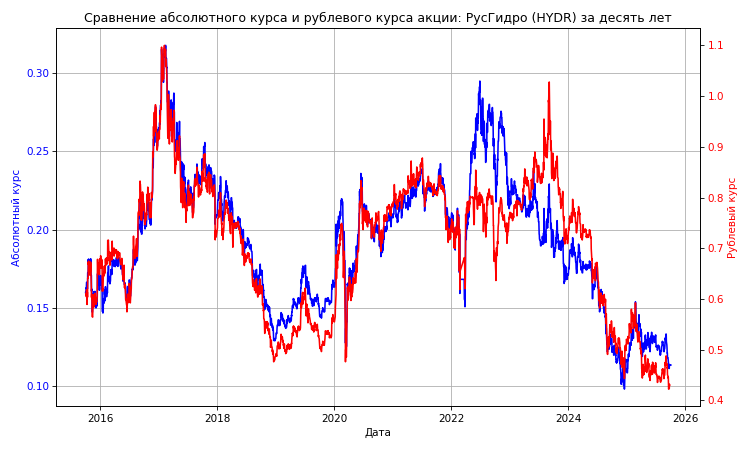 Сравнение абсолютного курса и рублевого курса акции: РусГидро (HYDR) за десять лет
Абсолютный курс
0.30
0.25
0.20
0.15
0.10
1.1
1.0
0.9
0.8
0.7
0.6
0.5
0.4
Рублевый курс
2016 2018 2020 2022 2024 2026
Дата